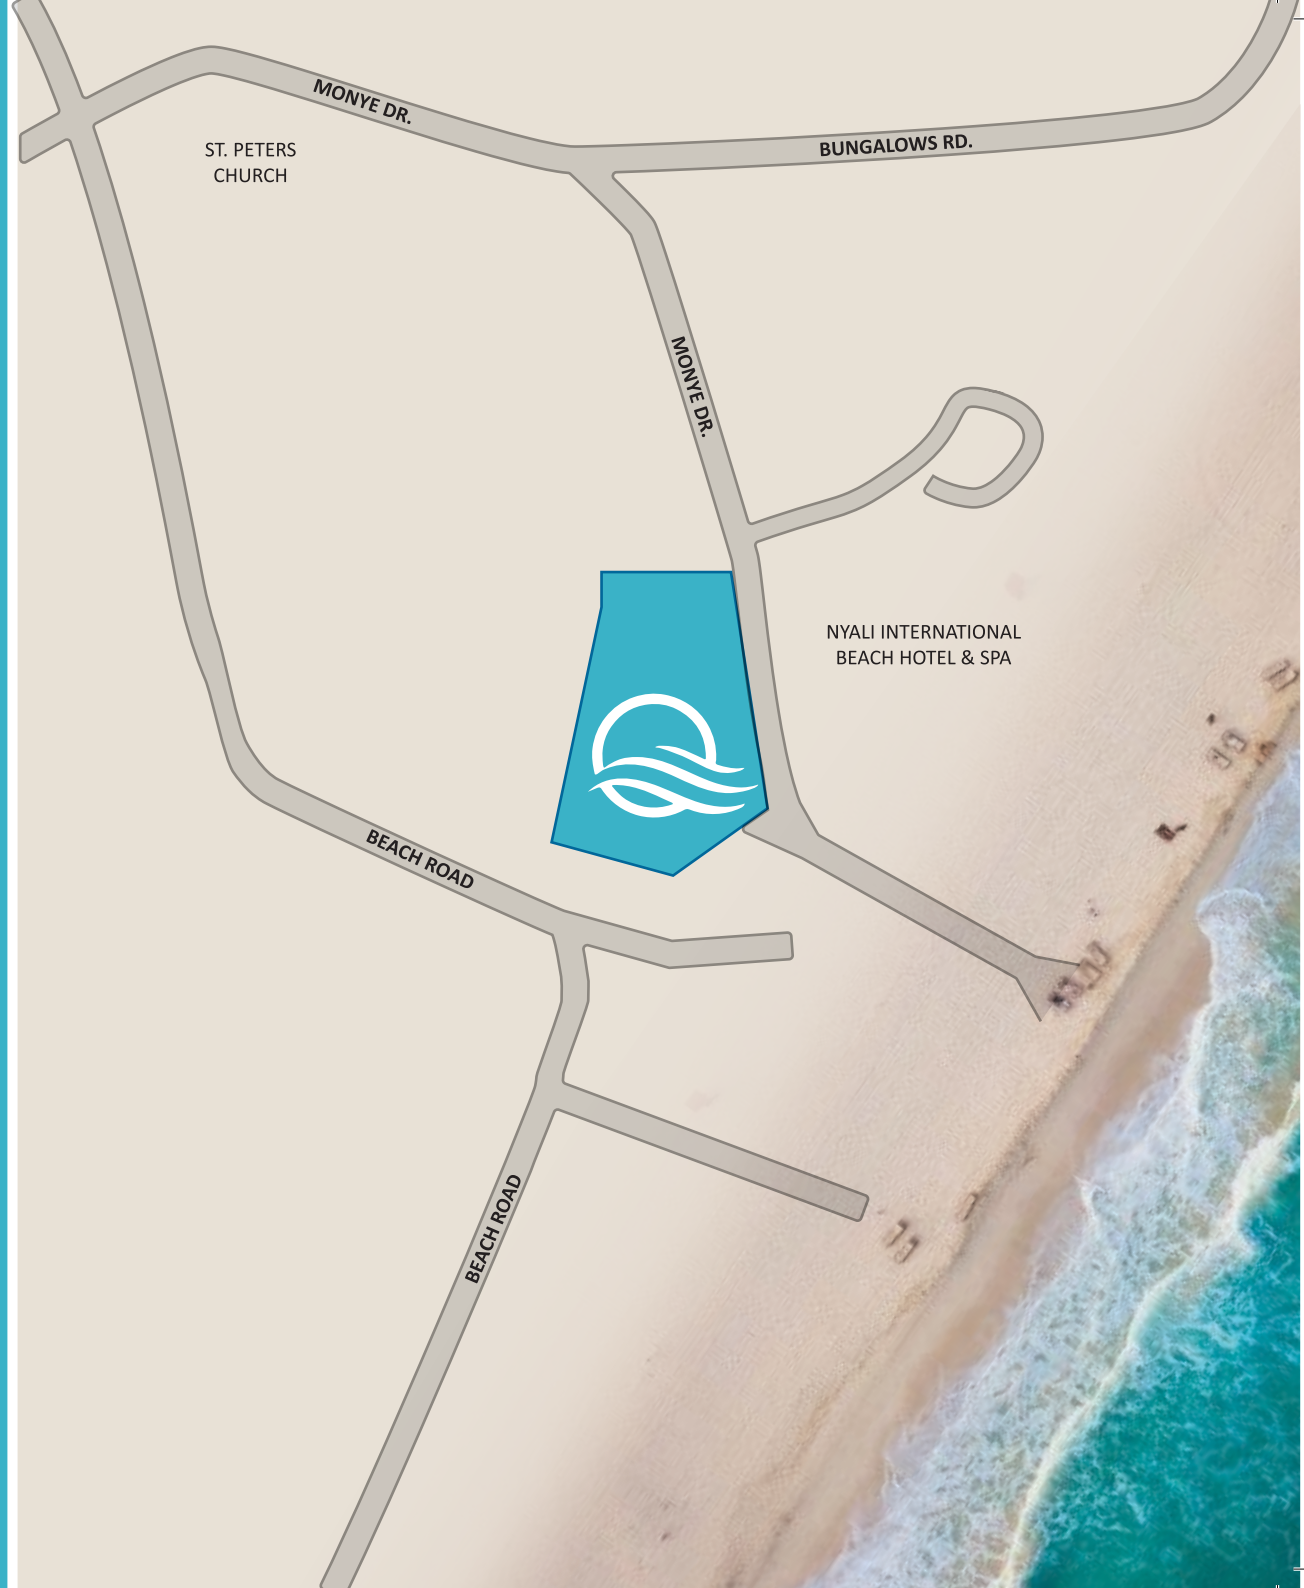 MONYE DR.
BUNGALOWS RD.
ST. PETERS
CHURCH
MONYE DR.
NYALI INTERNATIONAL
BEACH HOTEL & SPA
BEACH ROAD
BEACH ROAD